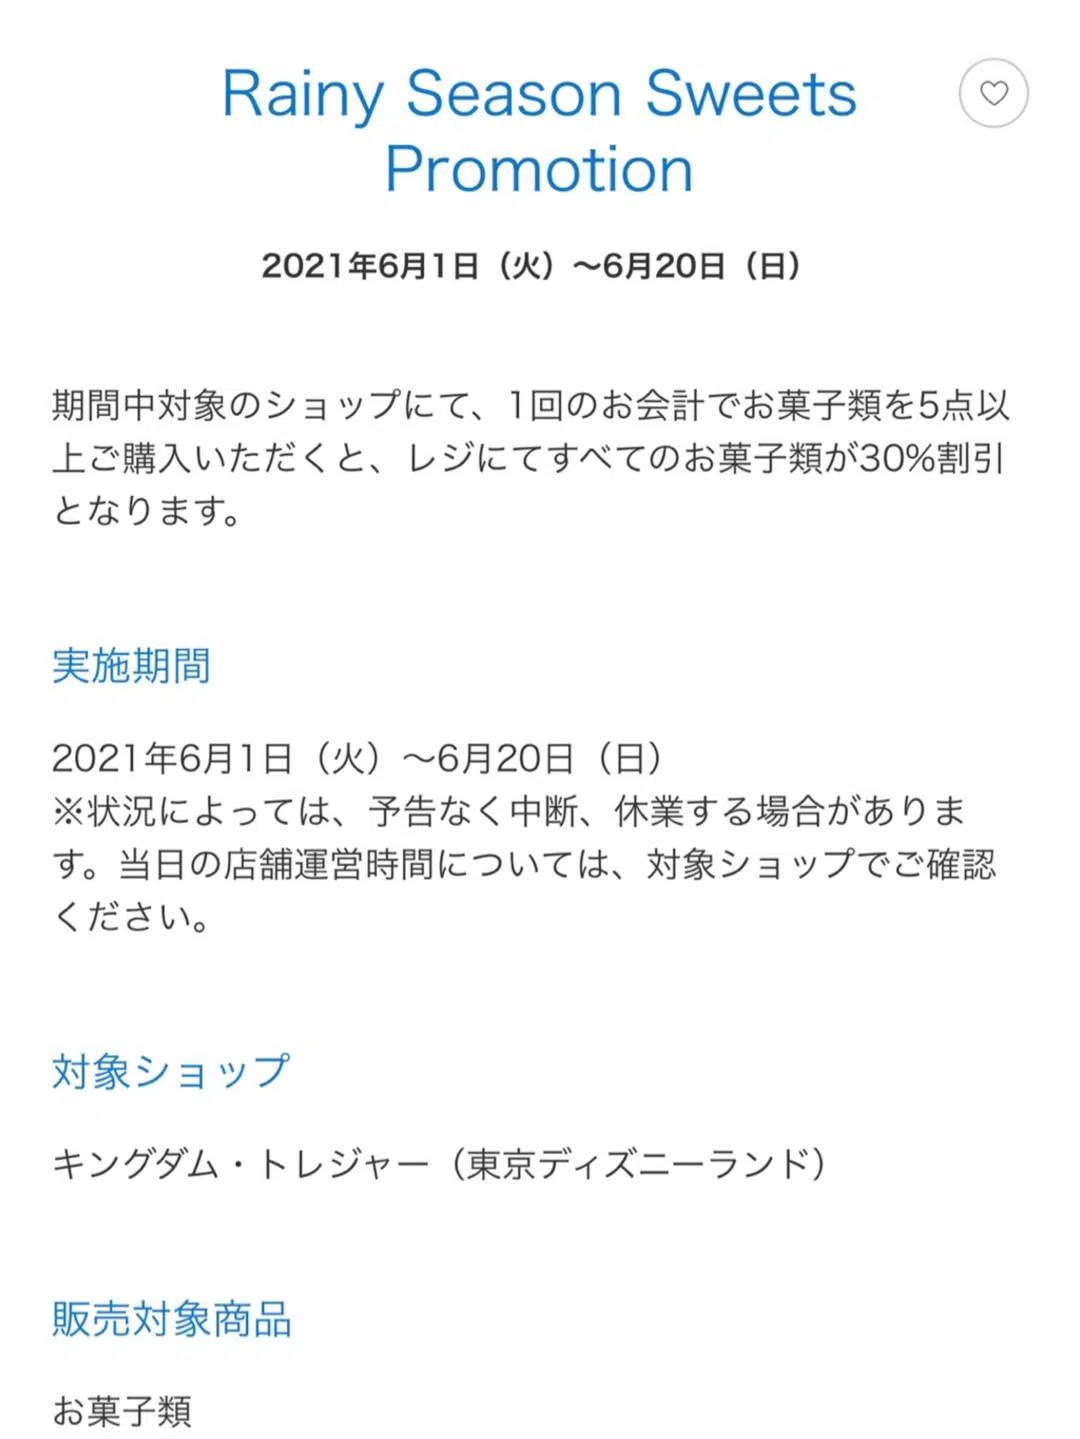 Rainy Season Sweets
Promotion
2021年6月1日（火）〜6月20日（日）
期間中対象のショップにて、1回のお会計でお菓子類を5点以
上ご購入いただくと、レジにてすべてのお菓子類が30%割引
となります。
実施期間
2021年6月1日（火）〜6月20日（日）
※状況によっては、予告なく中断、休業する場合がありま
す。当日の店舗運営時間については、対象ショップでご確認
ください。
対象ショップ
キングダム・トレジャー（東京ディズニーランド）
販売対象商品
お菓子類